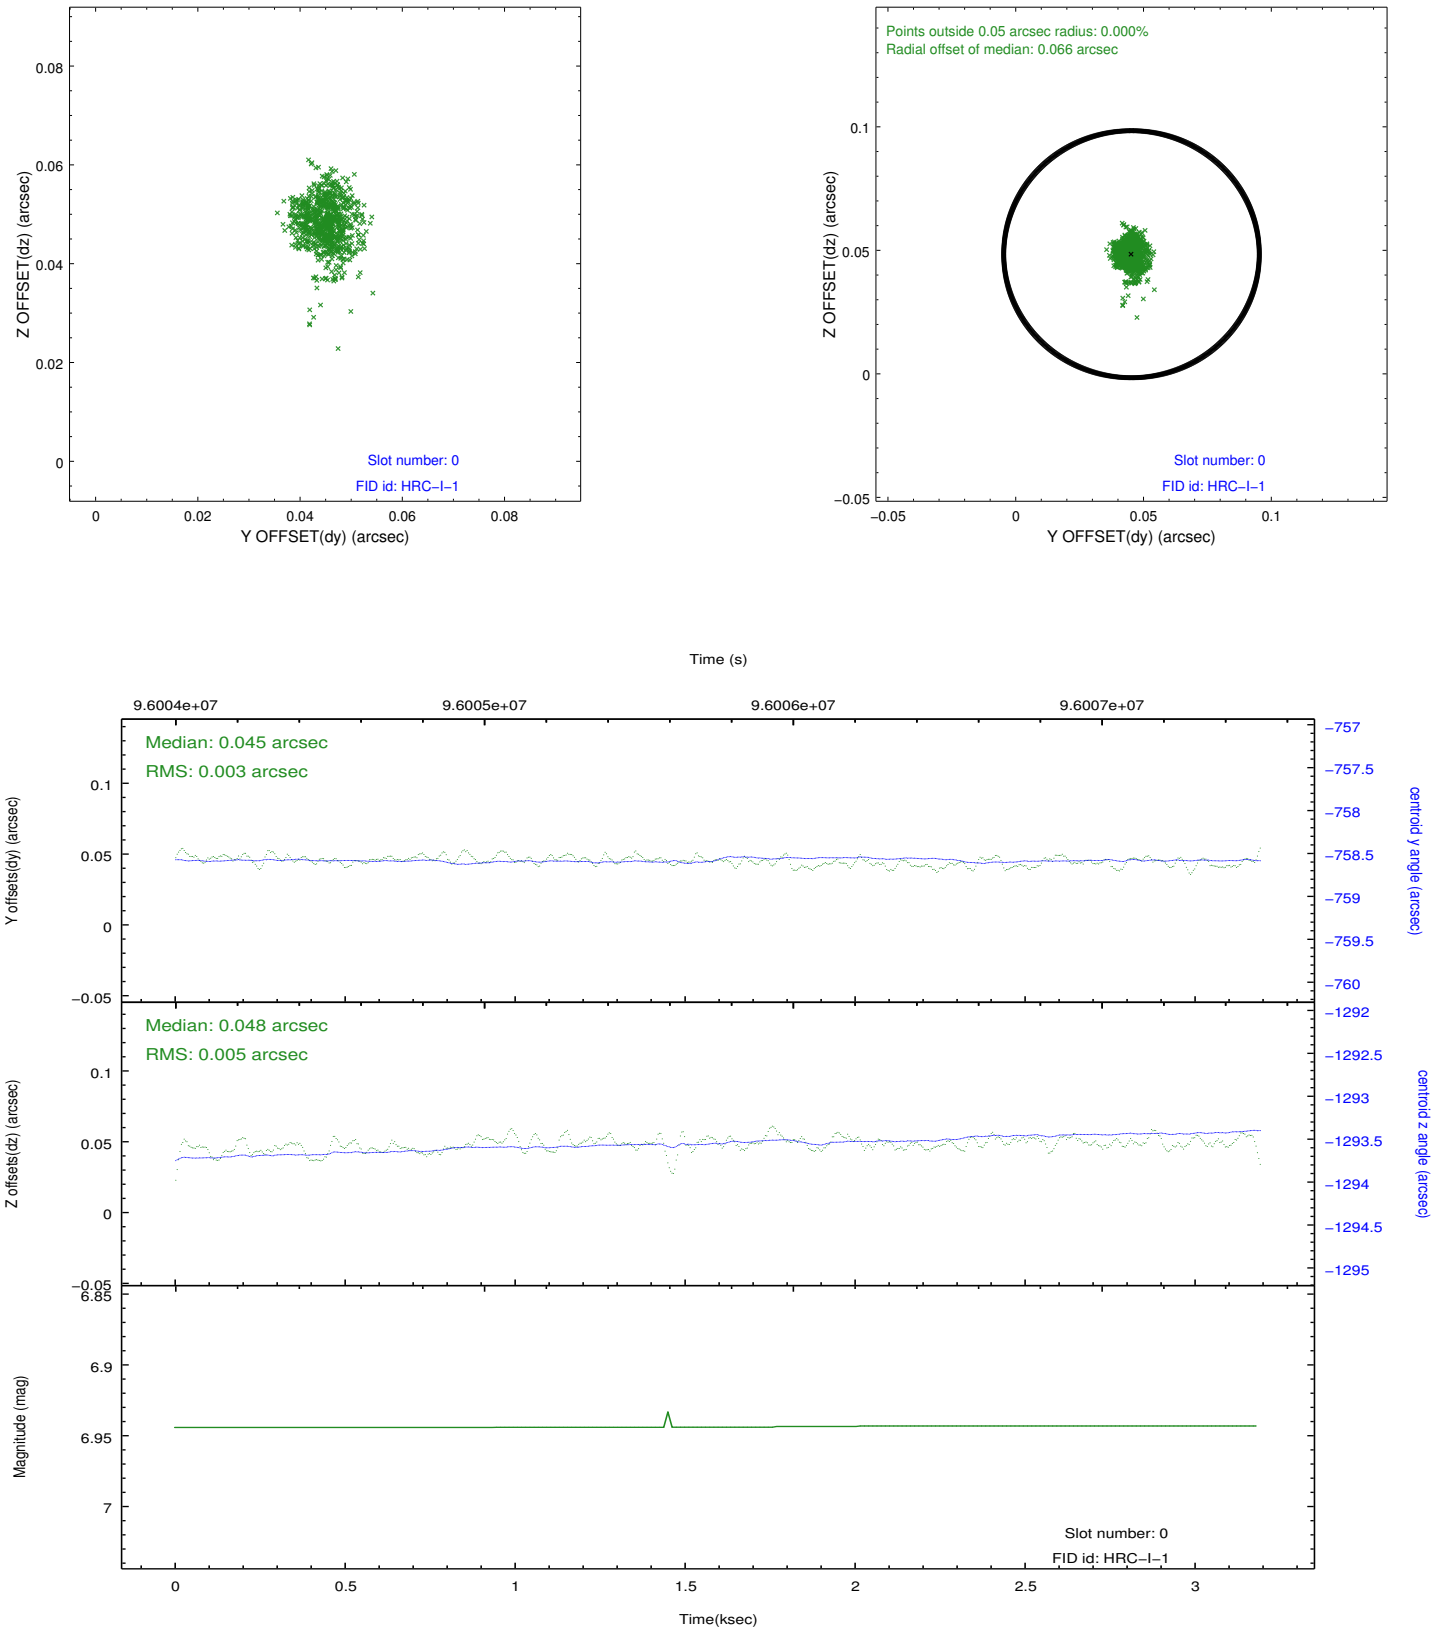 0.08
0.06
0.04
0.02
0
Z OFFSET(dz) (arcsec)
Slot number: 0
FID id: HRC−I−1
0 0.02 0.04 0.06 0.08
Y OFFSET(dy) (arcsec)
Points outside 0.05 arcsec radius: 0.000%
Radial offset of median: 0.066 arcsec
0.1
0.05
0
−0.05
Z OFFSET(dz) (arcsec)
Slot number: 0
FID id: HRC−I−1
−0.05 0 0.05 0.1
Y OFFSET(dy) (arcsec)
Time (s)
9.6004e+07 9.6005e+07 9.6006e+07 9.6007e+07
Median: 0.045 arcsec
RMS: 0.003 arcsec
0.1
0.05
0
−0.05
Y offsets(dy) (arcsec)
−757
−757.5
−758
−758.5
−759
−759.5
−760
centroid y angle (arcsec)
Median: 0.048 arcsec
RMS: 0.005 arcsec
0.1
0.05
0
−0.05
Z offsets(dz) (arcsec)
−1292
−1292.5
−1293
−1293.5
−1294
−1294.5
−1295
centroid z angle (arcsec)
6.85
6.9
6.95
7
Magnitude (mag)
Slot number: 0
FID id: HRC−I−1
0 0.5 1 1.5 2 2.5 3
Time(ksec)